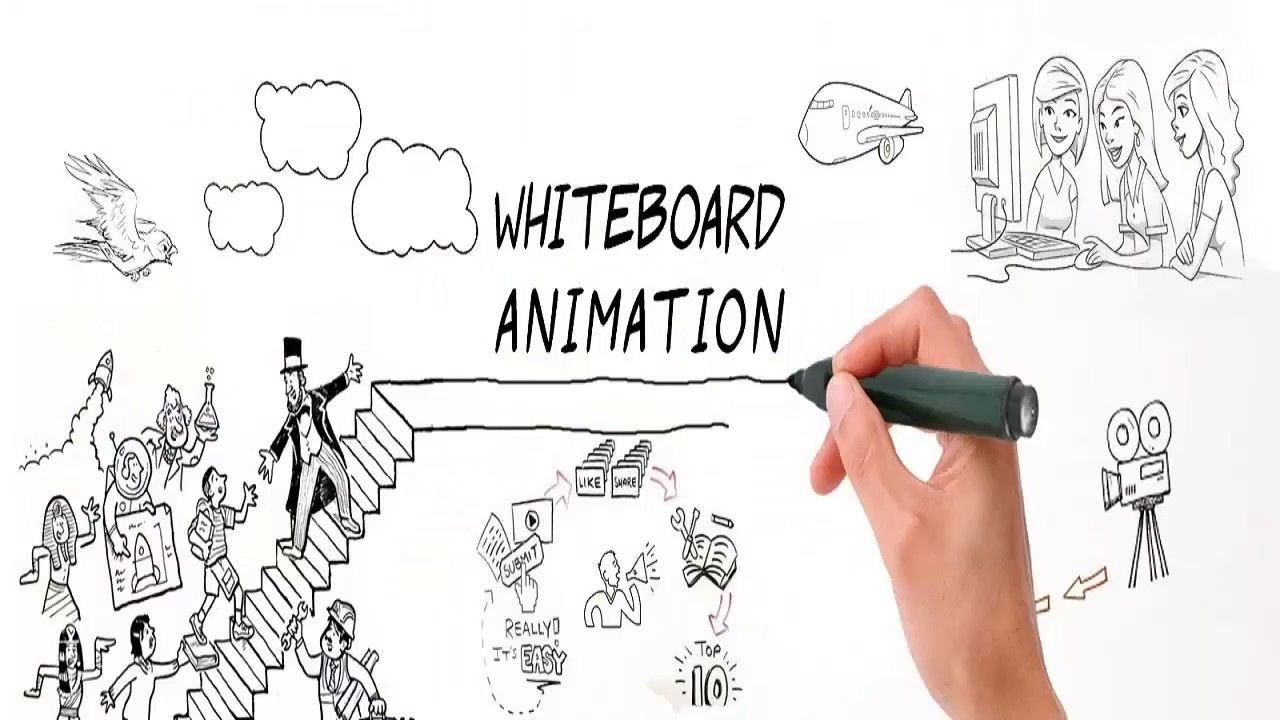 WHITEBOARD
ANIMATION
LIKE
SHARE
SUBMIT
REALLY!
IT'S EASY
TOP
10